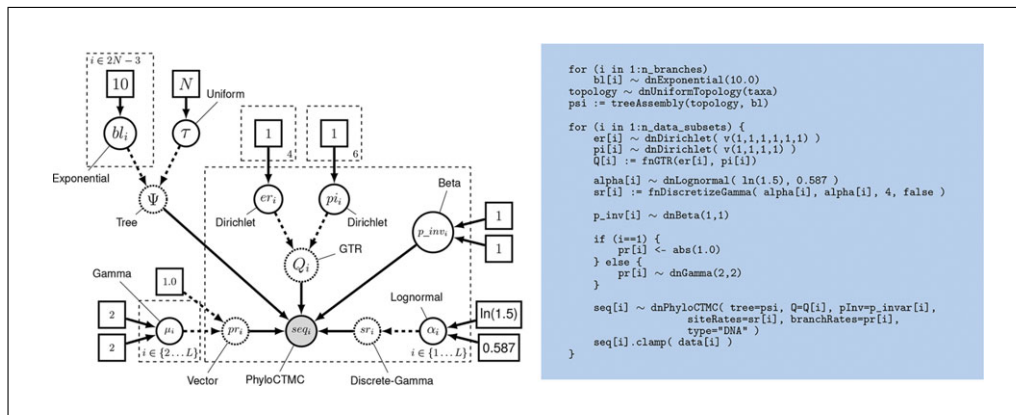 i ∈ 2N − 3
10
N
Uniform
bl_i
τ
Exponential
1
4
1
6
Beta
er_i
pi_i
Dirichlet
Dirichlet
p_inv_i
1
1
Ψ
Tree
GTR
Q_i
Gamma
1.0
Lognormal
2
2
μ_i
pr_i
seq_i
sr_i
α_i
ln(1.5)
0.587
i ∈ {2 . . . L}
i ∈ {1 . . . L}
Vector
PhyloCTMC
Discrete-Gamma
for (i in 1:n_branches)
bl[i] ∼ dnExponential(10.0)
topology ∼ dnUniformTopology(taxa)
psi := treeAssembly(topology, bl)
for (i in 1:n_data_subsets) {
er[i] ∼ dnDirichlet( v(1,1,1,1,1,1) )
pi[i] ∼ dnDirichlet( v(1,1,1,1) )
Q[i] := fnGTR(er[i], pi[i])
alpha[i] ∼ dnLognormal( ln(1.5), 0.587 )
sr[i] := fnDiscretizeGamma( alpha[i], alpha[i], 4, false )
p_inv[i] ∼ dnBeta(1,1)
if (i==1) {
pr[i] <- abs(1.0)
} else {
pr[i] ∼ dnGamma(2,2)
}
seq[i] ∼ dnPhyloCTMC( tree=psi, Q=Q[i], pInv=p_invar[i],
siteRates=sr[i], branchRates=pr[i],
type="DNA" )
seq[i].clamp( data[i] )
}